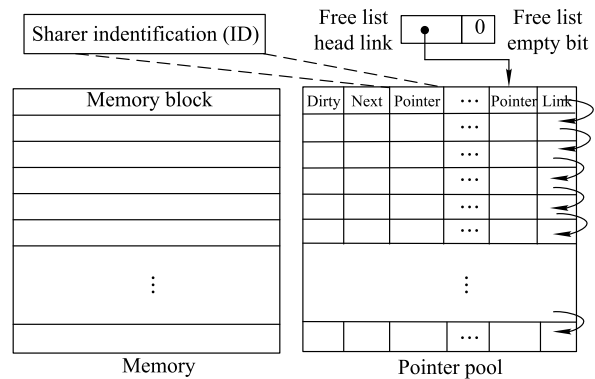 Sharer indentification (ID)
Free list
head link
0
Free list
empty bit
Memory block
Dirty Next Pointer ... Pointer Link
...
...
...
...
...
⋮
⋮
...
Memory
Pointer pool